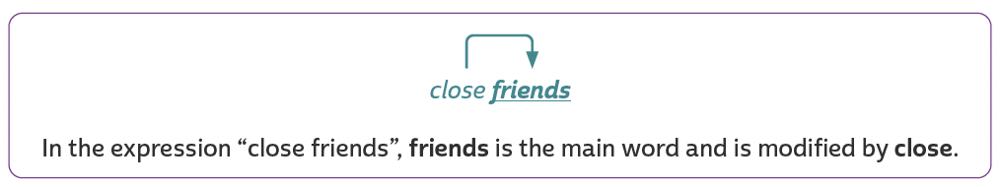 close friends
In the expression “close friends”, friends is the main word and is modified by close.